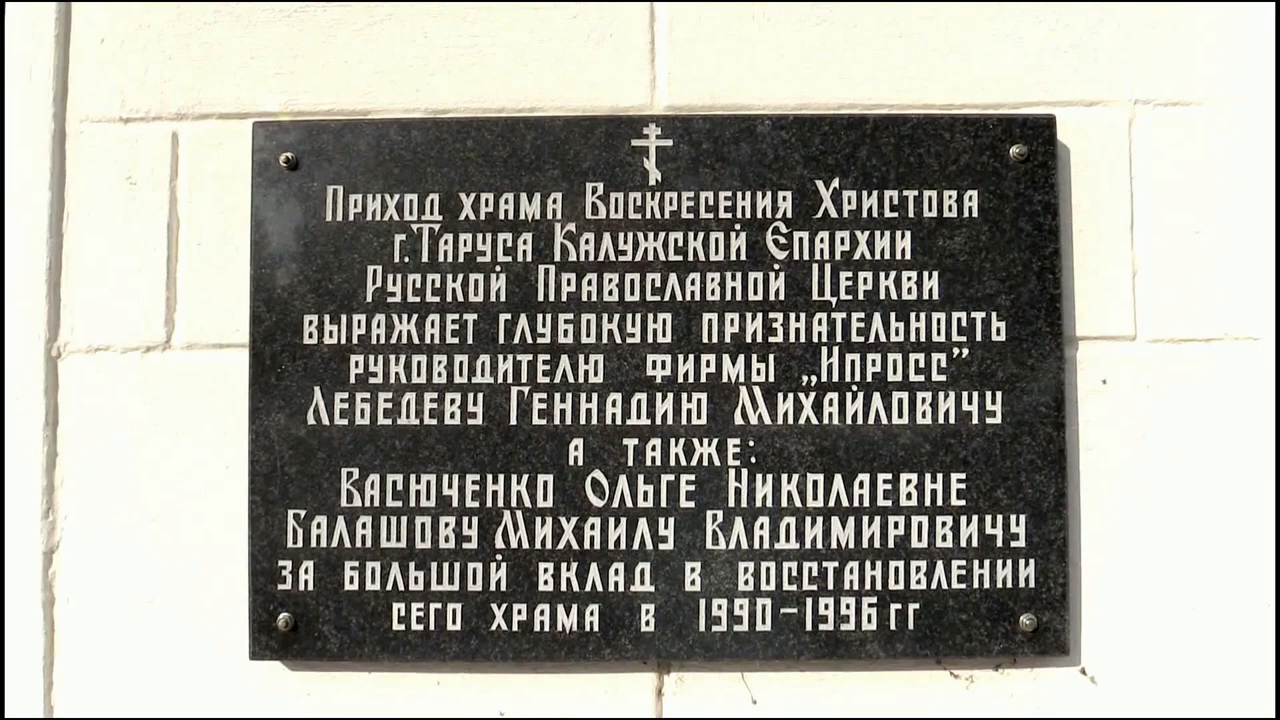 Приход храма Воскресения Христова
г. Таруса Калужской Епархии
Русской Православной Церкви
выражает глубокую признательность
руководителю фирмы „Ипросс”
Лебедеву Геннадию Михайловичу
а также:
Васюченко Ольге Николаевне
Балашову Михаилу Владимировичу
за большой вклад в восстановлении
сего храма в 1990-1996 гг